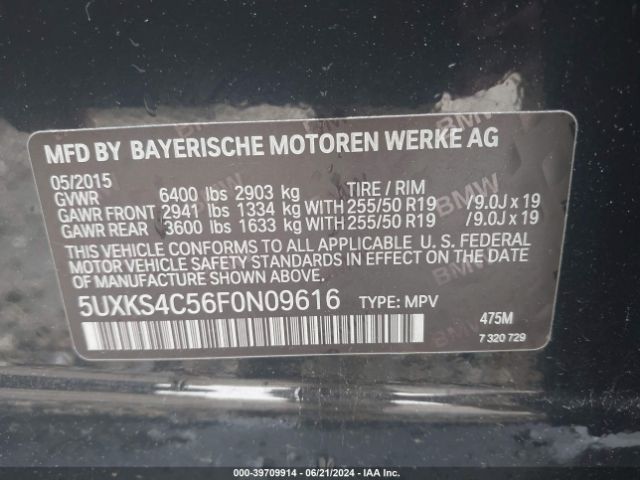 MFD BY BAYERISCHE MOTOREN WERKE AG
05/2015
GVWR 6400 lbs 2903 kg TIRE / RIM
GAWR FRONT 2941 lbs 1334 kg WITH 255/50 R19 / 9.0J x 19
GAWR REAR 3600 lbs 1633 kg WITH 255/50 R19 / 9.0J x 19
THIS VEHICLE CONFORMS TO ALL APPLICABLE U. S. FEDERAL
MOTOR VEHICLE SAFETY STANDARDS IN EFFECT ON THE
DATE OF MANUFACTURE SHOWN ABOVE.
5UXKS4C56F0N09616 TYPE: MPV
475M
7 320 729
000-39709914 - 06/21/2024 - IAA Inc.